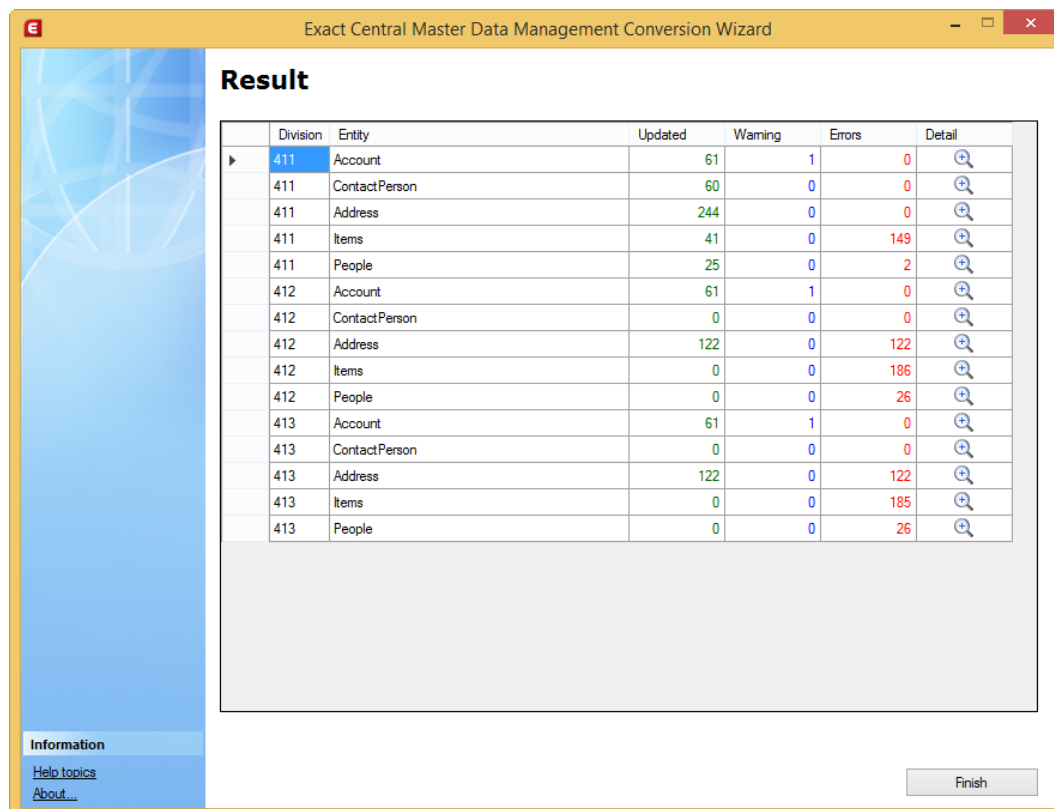 Exact Central Master Data Management Conversion Wizard
Result
Division Entity Updated Warning Errors Detail
411 Account 61 1 0
411 ContactPerson 60 0 0
411 Address 244 0 0
411 Items 41 0 149
411 People 25 0 2
412 Account 61 1 0
412 ContactPerson 0 0 0
412 Address 122 0 122
412 Items 0 0 186
412 People 0 0 26
413 Account 61 1 0
413 ContactPerson 0 0 0
413 Address 122 0 122
413 Items 0 0 185
413 People 0 0 26
Information
Help topics
About...
Finish